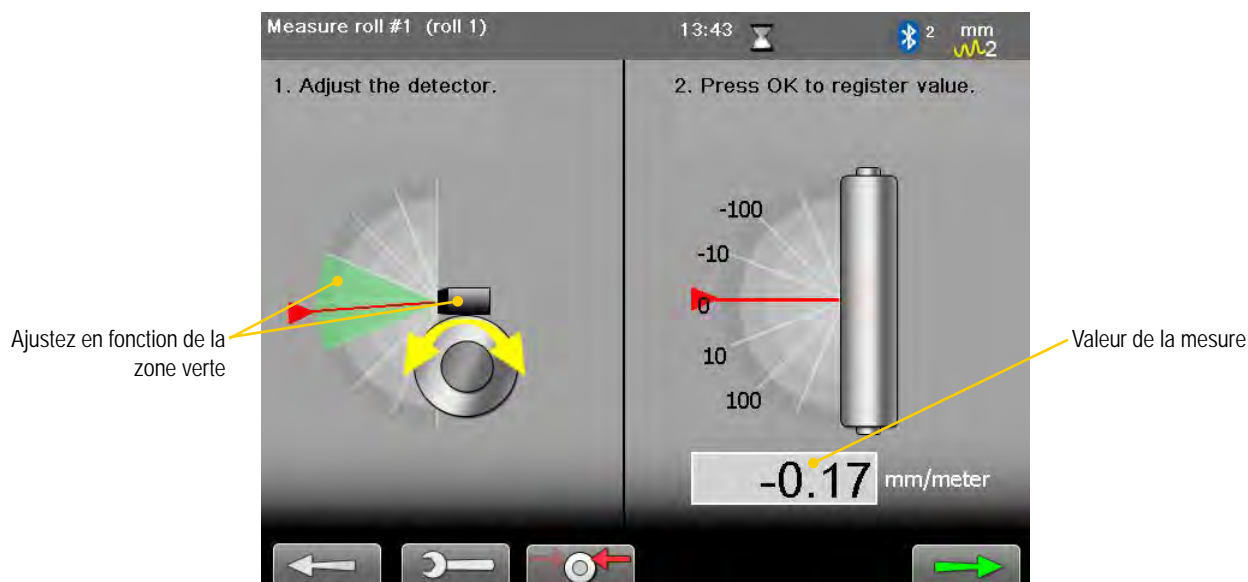 Measure roll #1 (roll 1)
13:43
2
mm
2
1. Adjust the detector.
2. Press OK to register value.
-100
-10
0
10
100
Ajustez en fonction de la
zone verte
Valeur de la mesure
-0.17 mm/meter